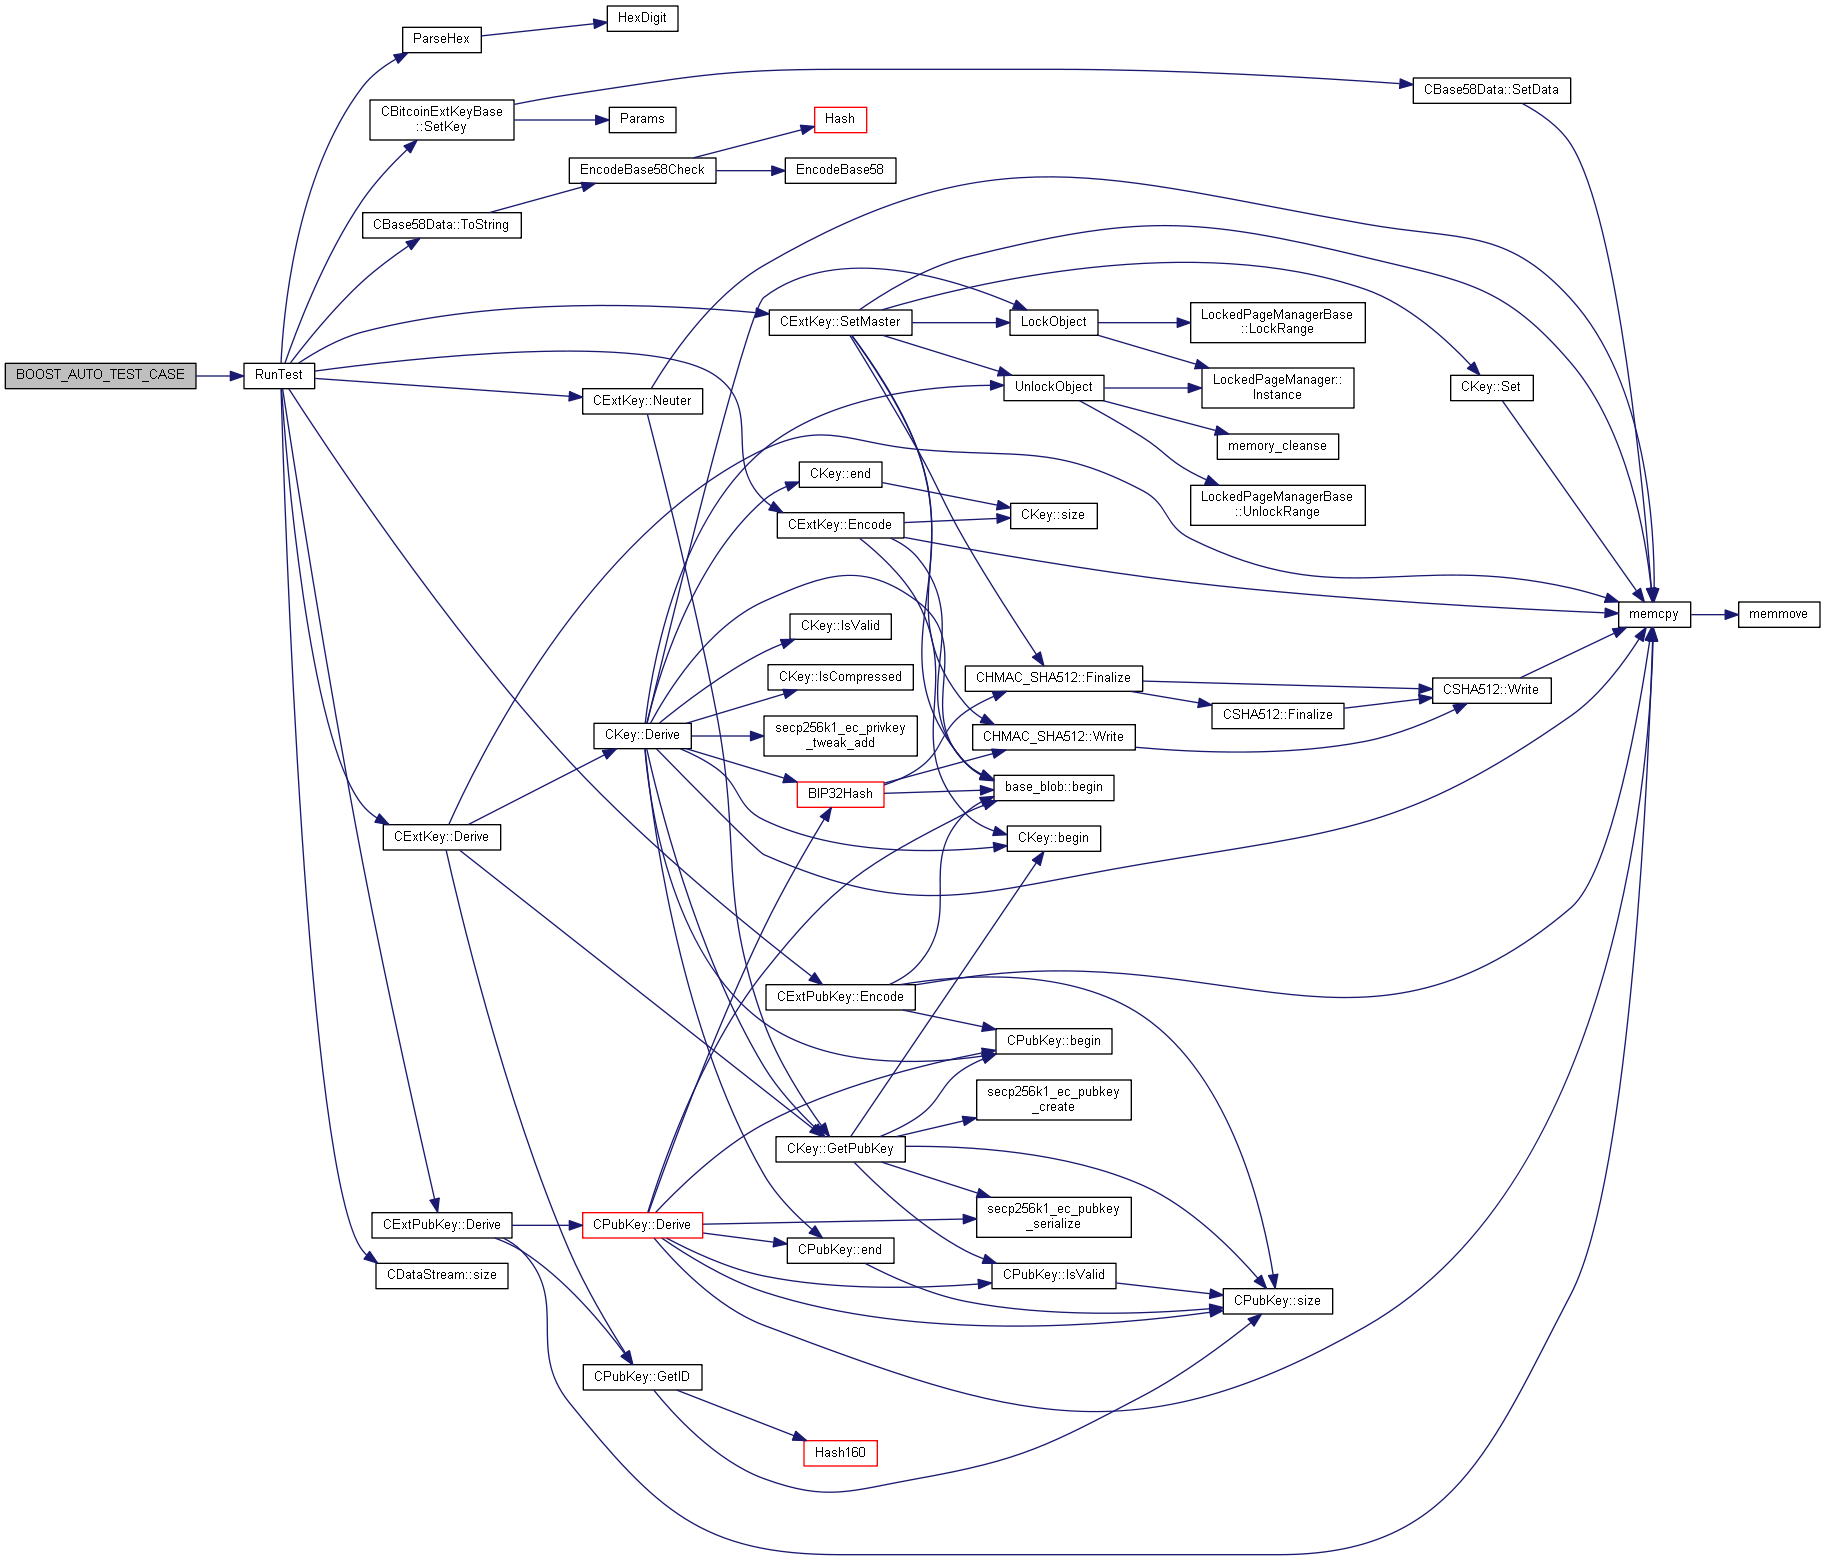 HexDigit
ParseHex
CBase58Data::SetData
CBitcoinExtKeyBase
::SetKey
Params
Hash
EncodeBase58Check
EncodeBase58
CBase58Data::ToString
CExtKey::SetMaster
LockObject
LockedPageManagerBase
::LockRange
BOOST_AUTO_TEST_CASE
RunTest
CExtKey::Neuter
UnlockObject
LockedPageManager::
Instance
CKey::Set
memory_cleanse
CKey::end
LockedPageManagerBase
::UnlockRange
CExtKey::Encode
CKey::size
memcpy
memmove
CKey::IsValid
CKey::IsCompressed
CHMAC_SHA512::Finalize
CSHA512::Write
CSHA512::Finalize
CKey::Derive
secp256k1_ec_privkey
_tweak_add
CHMAC_SHA512::Write
BIP32Hash
base_blob::begin
CExtKey::Derive
CKey::begin
CExtPubKey::Encode
CPubKey::begin
secp256k1_ec_pubkey
_create
CKey::GetPubKey
secp256k1_ec_pubkey
_serialize
CExtPubKey::Derive
CPubKey::Derive
CPubKey::end
CDataStream::size
CPubKey::IsValid
CPubKey::size
CPubKey::GetID
Hash160